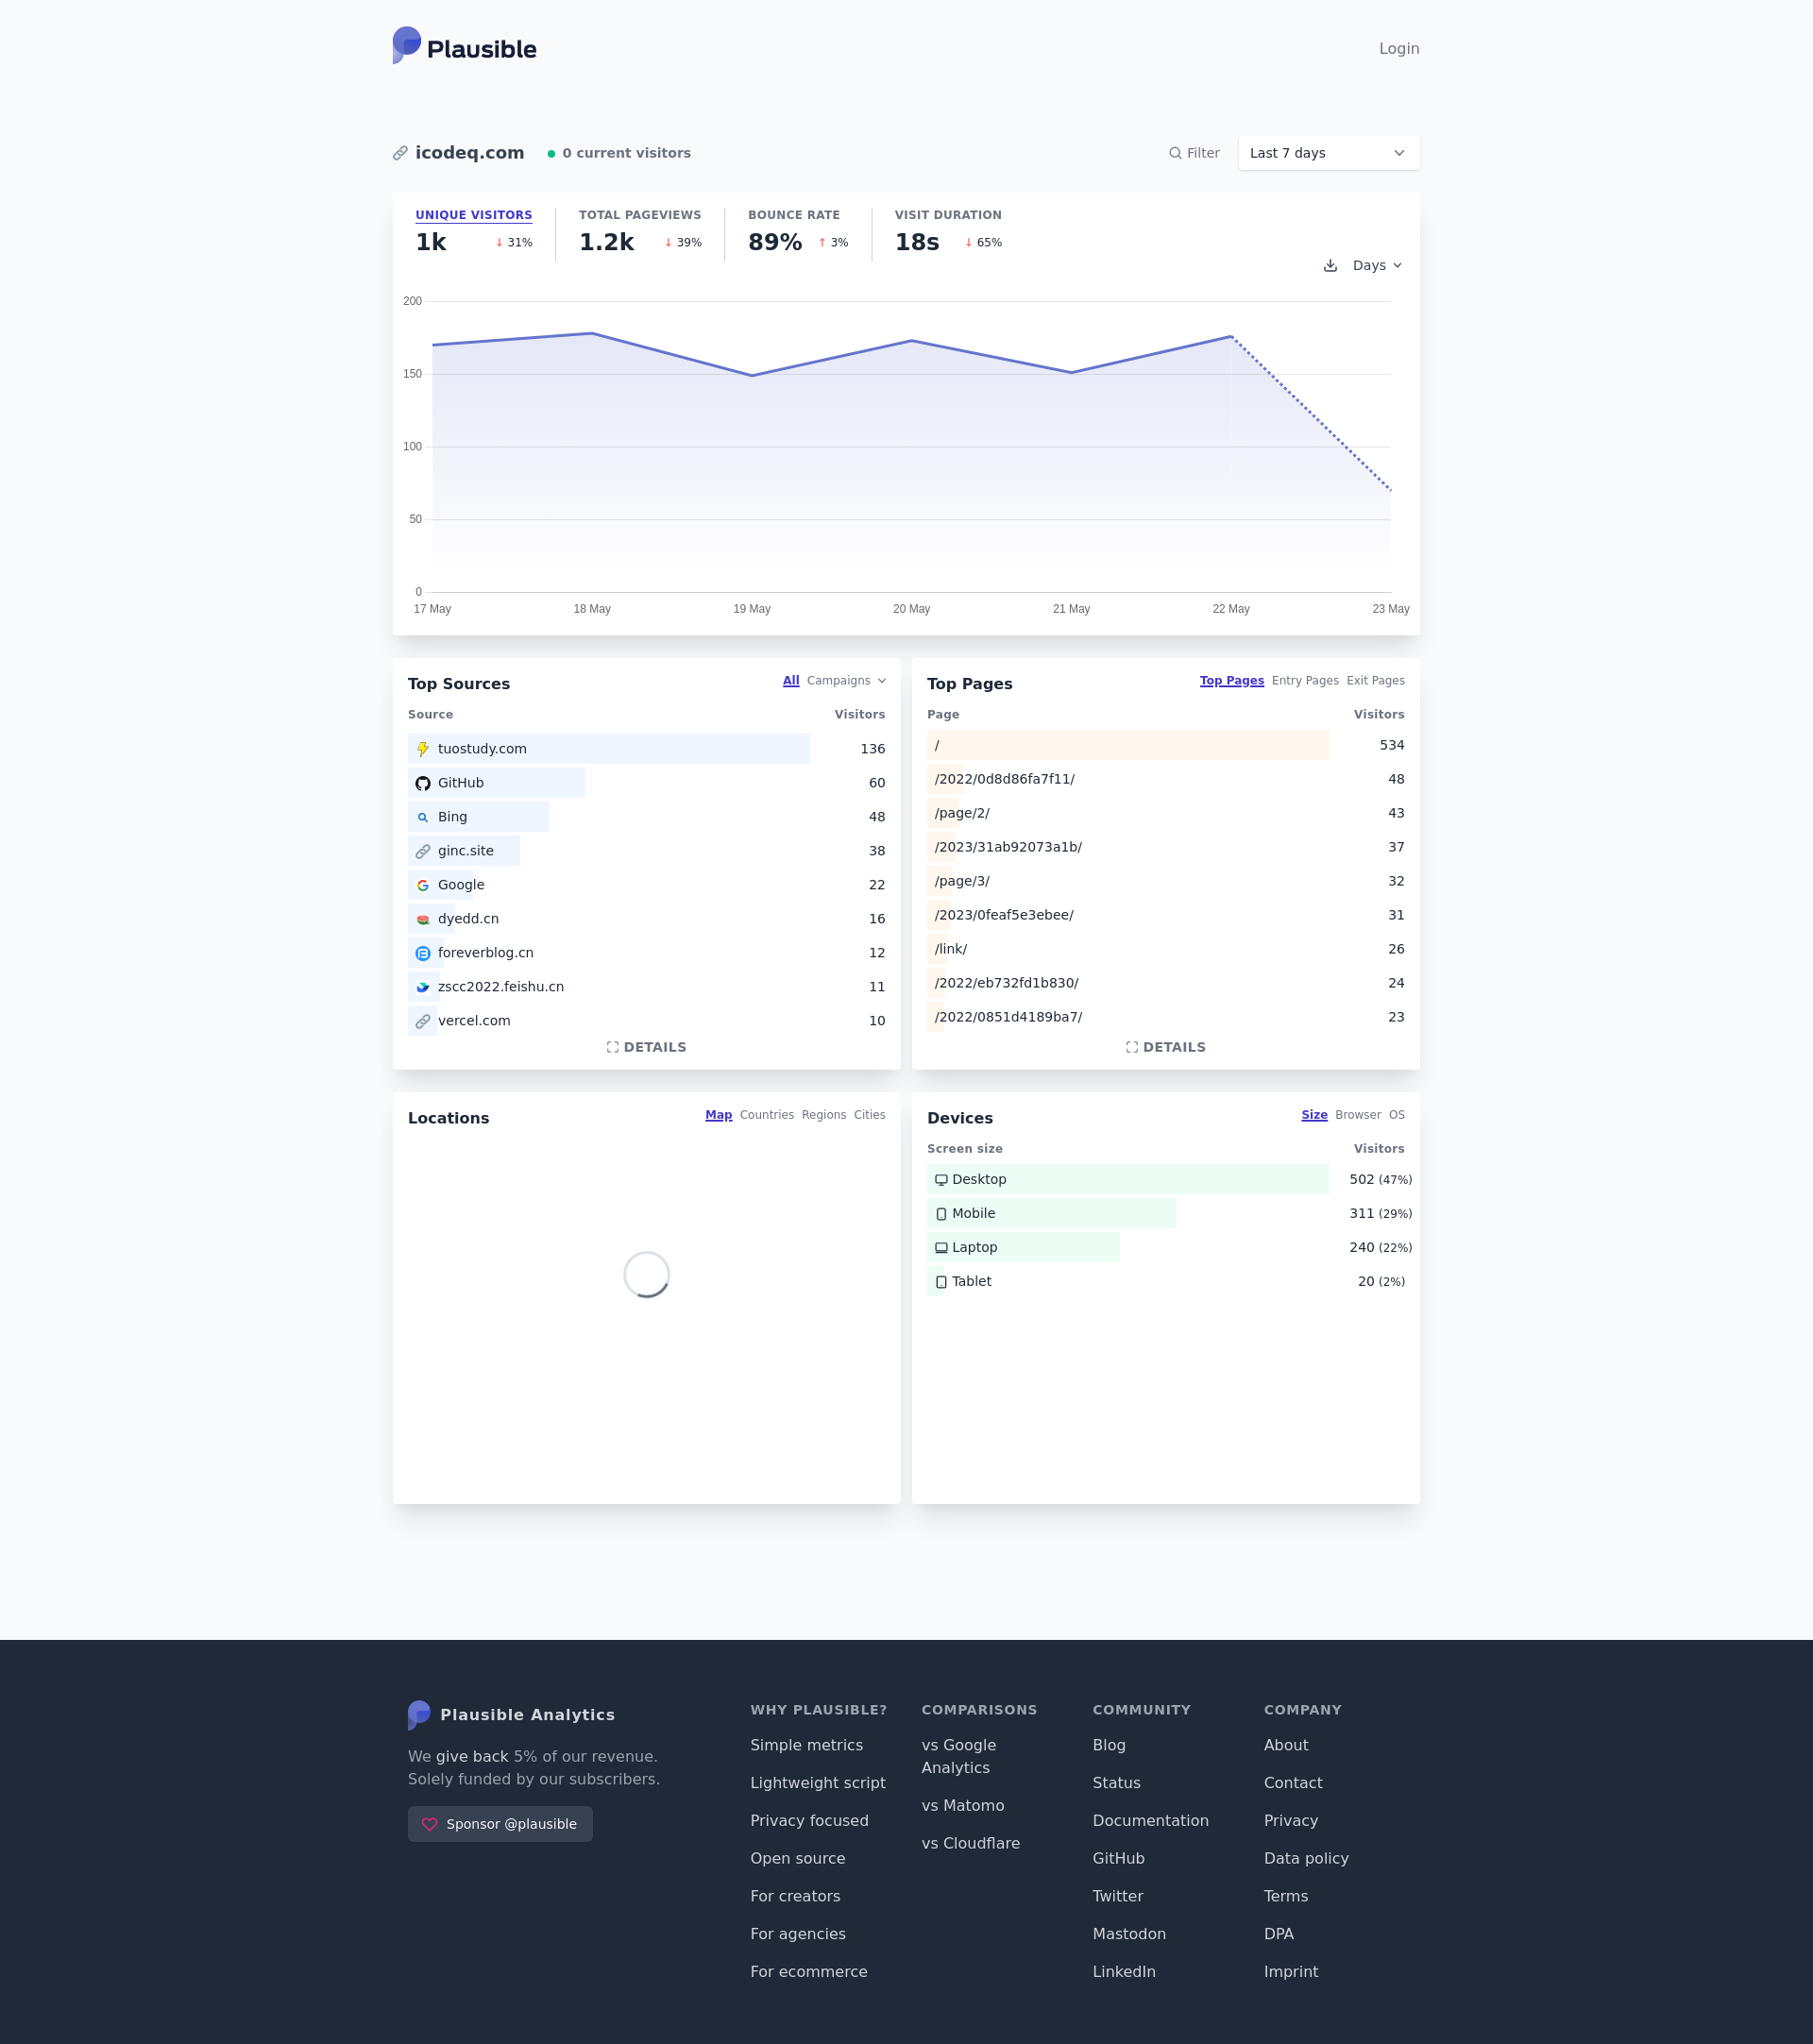 Plausible
Login
icodeq.com
0 current visitors
Filter
Last 7 days
UNIQUE VISITORS
1k ↓ 31%
TOTAL PAGEVIEWS
1.2k ↓ 39%
BOUNCE RATE
89% ↑ 3%
VISIT DURATION
18s ↓ 65%
Days
200
150
100
50
0
17 May 18 May 19 May 20 May 21 May 22 May 23 May
Top Sources
All Campaigns
Source Visitors
tuostudy.com 136
GitHub 60
Bing 48
ginc.site 38
Google 22
dyedd.cn 16
foreverblog.cn 12
zscc2022.feishu.cn 11
vercel.com 10
DETAILS
Top Pages
Top Pages Entry Pages Exit Pages
Page Visitors
/ 534
/2022/0d8d86fa7f11/ 48
/page/2/ 43
/2023/31ab92073a1b/ 37
/page/3/ 32
/2023/0feaf5e3ebee/ 31
/link/ 26
/2022/eb732fd1b830/ 24
/2022/0851d4189ba7/ 23
DETAILS
Locations
Map Countries Regions Cities
Devices
Size Browser OS
Screen size Visitors
Desktop 502 (47%)
Mobile 311 (29%)
Laptop 240 (22%)
Tablet 20 (2%)
Plausible Analytics
We give back 5% of our revenue.
Solely funded by our subscribers.
Sponsor @plausible
WHY PLAUSIBLE?
Simple metrics
Lightweight script
Privacy focused
Open source
For creators
For agencies
For ecommerce
COMPARISONS
vs Google
Analytics
vs Matomo
vs Cloudflare
COMMUNITY
Blog
Status
Documentation
GitHub
Twitter
Mastodon
LinkedIn
COMPANY
About
Contact
Privacy
Data policy
Terms
DPA
Imprint